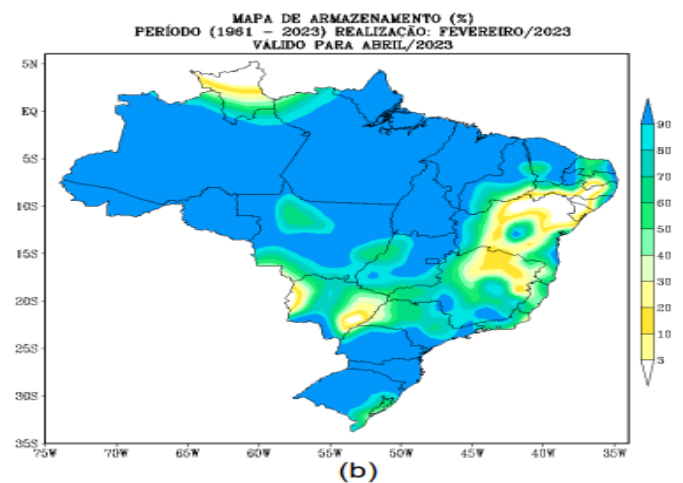 MAPA DE ARMAZENAMENTO (%)
PERÍODO (1961 - 2023) REALIZAÇÃO: FEVEREIRO/2023
VÁLIDO PARA ABRIL/2023
5N
EQ
5S
10S
15S
20S
25S
30S
35S
75W 70W 65W 60W 55W 50W 45W 40W 35W
90
80
70
60
50
40
30
20
10
3
(b)